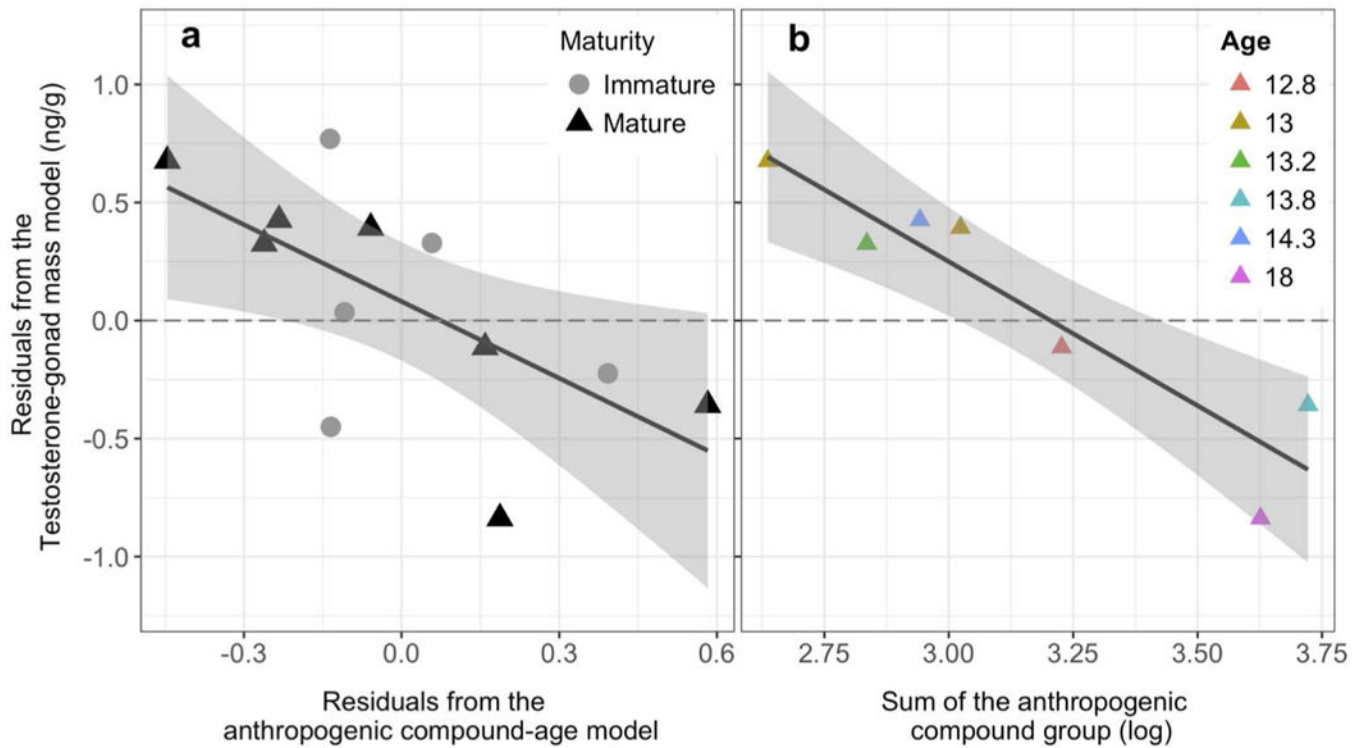 Residuals from the
Testosterone-gonad mass model (ng/g)
1.0
0.5
0.0
-0.5
-1.0
a
Maturity
Immature
Mature
-0.3
0.0
0.3
0.6
Residuals from the
anthropogenic compound-age model
b
Age
12.8
13
13.2
13.8
14.3
18
2.75
3.00
3.25
3.50
3.75
Sum of the anthropogenic
compound group (log)